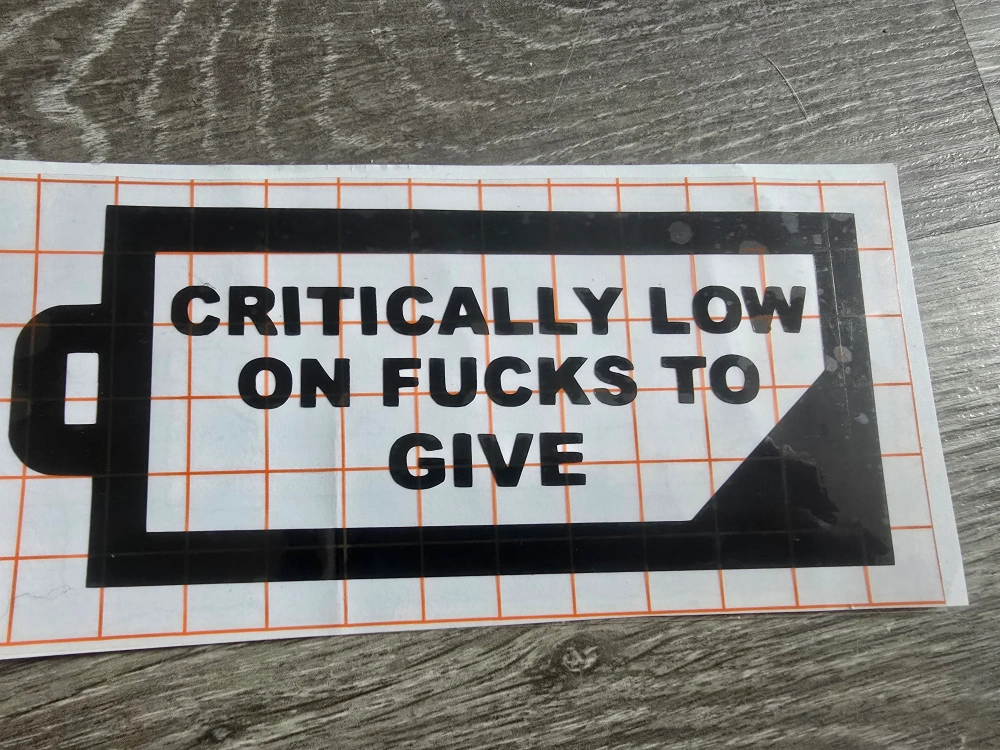 CRITICALLY LOW
ON FUCKS TO
GIVE